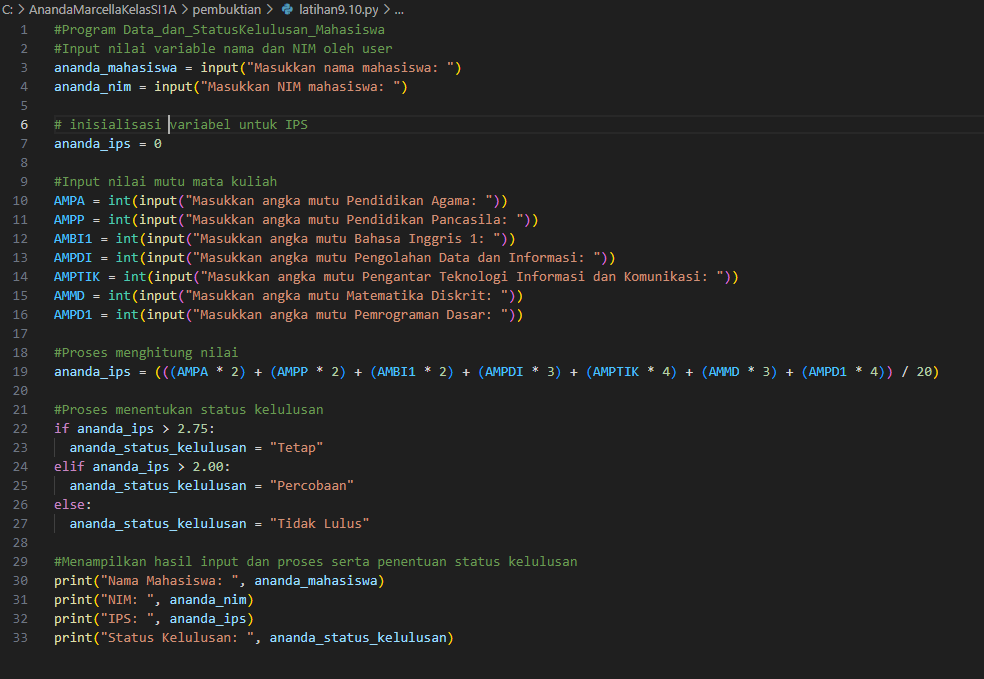 C: > AnandaMarcellaKelasSI1A > pembuktian > latihan9.10.py > ...
1 #Program Data_dan_StatusKelulusan_Mahasiswa
2 #Input nilai variable nama dan NIM oleh user
3 ananda_mahasiswa = input("Masukkan nama mahasiswa: ")
4 ananda_nim = input("Masukkan NIM mahasiswa: ")
5
6 # inisialisasi variabel untuk IPS
7 ananda_ips = 0
8
9 #Input nilai mutu mata kuliah
10 AMPA = int(input("Masukkan angka mutu Pendidikan Agama: "))
11 AMPP = int(input("Masukkan angka mutu Pendidikan Pancasila: "))
12 AMBI1 = int(input("Masukkan angka mutu Bahasa Inggris 1: "))
13 AMPDI = int(input("Masukkan angka mutu Pengolahan Data dan Informasi: "))
14 AMPTIK = int(input("Masukkan angka mutu Pengantar Teknologi Informasi dan Komunikasi: "))
15 AMMD = int(input("Masukkan angka mutu Matematika Diskrit: "))
16 AMPD1 = int(input("Masukkan angka mutu Pemrograman Dasar: "))
17
18 #Proses menghitung nilai
19 ananda_ips = (((AMPA * 2) + (AMPP * 2) + (AMBI1 * 2) + (AMPDI * 3) + (AMPTIK * 4) + (AMMD * 3) + (AMPD1 * 4)) / 20)
20
21 #Proses menentukan status kelulusan
22 if ananda_ips > 2.75:
23   ananda_status_kelulusan = "Tetap"
24 elif ananda_ips > 2.00:
25   ananda_status_kelulusan = "Percobaan"
26 else:
27   ananda_status_kelulusan = "Tidak Lulus"
28
29 #Menampilkan hasil input dan proses serta penentuan status kelulusan
30 print("Nama Mahasiswa: ", ananda_mahasiswa)
31 print("NIM: ", ananda_nim)
32 print("IPS: ", ananda_ips)
33 print("Status Kelulusan: ", ananda_status_kelulusan)